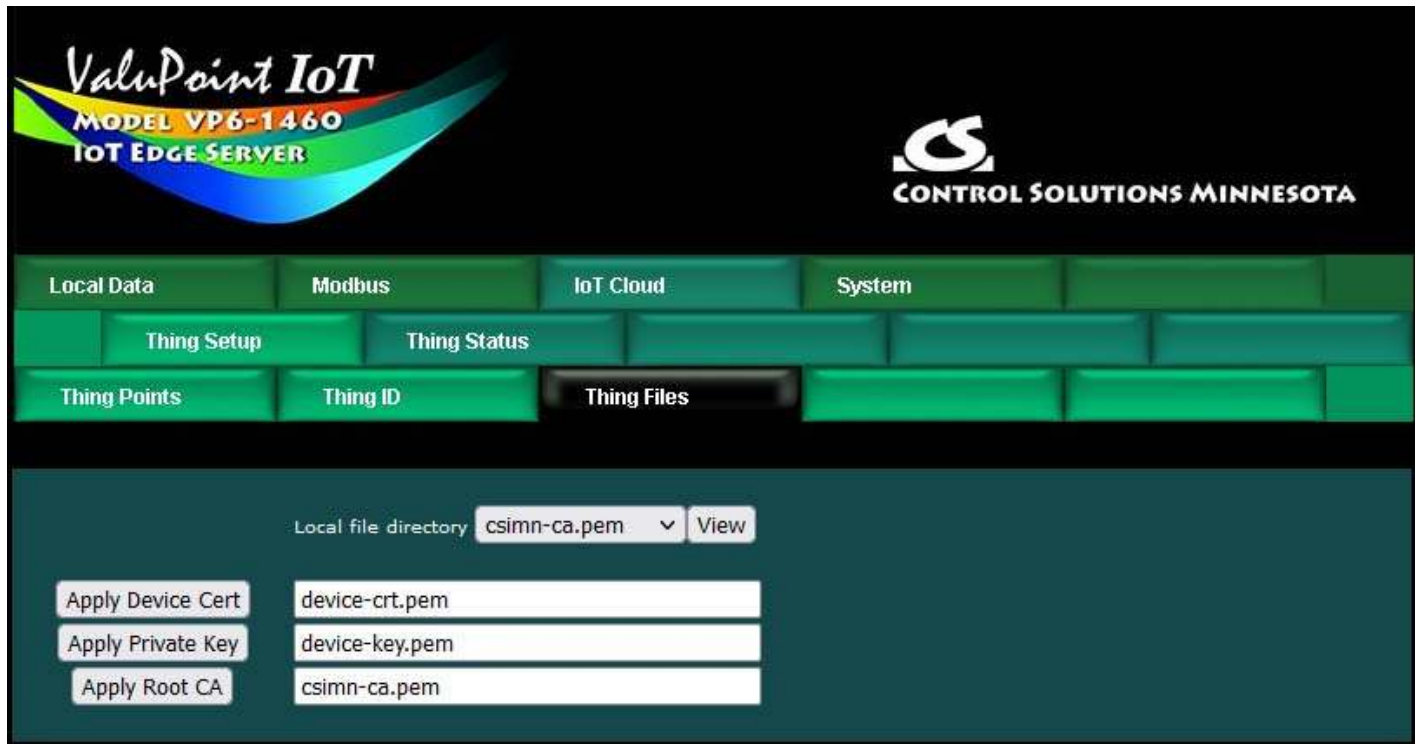 ValuPoint IoT
MODEL VP6-1460
IOT EDGE SERVER
CS
CONTROL SOLUTIONS MINNESOTA
Local Data Modbus IoT Cloud System
Thing Setup Thing Status
Thing Points Thing ID Thing Files
Local file directory csimn-ca.pem View
Apply Device Cert device-crt.pem
Apply Private Key device-key.pem
Apply Root CA csimn-ca.pem